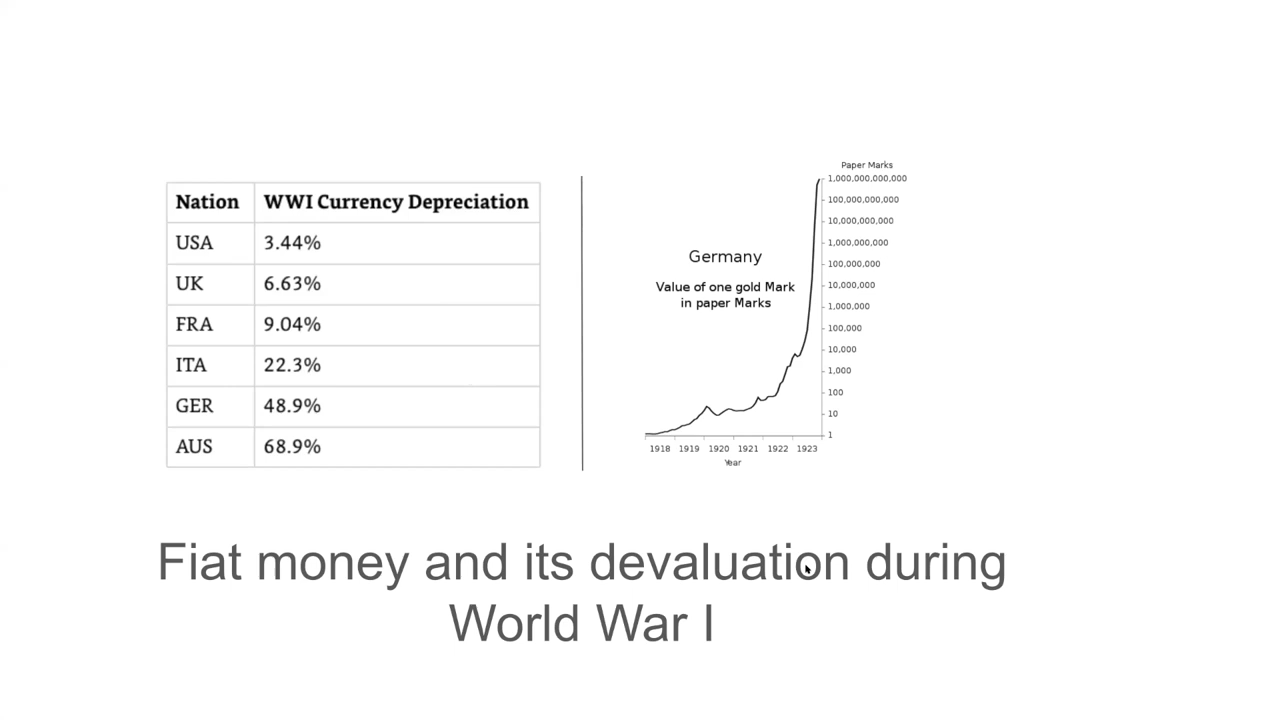 Nation WWI Currency Depreciation
USA 3.44%
UK 6.63%
FRA 9.04%
ITA 22.3%
GER 48.9%
AUS 68.9%
Paper Marks
1,000,000,000,000
100,000,000,000
10,000,000,000
1,000,000,000
100,000,000
10,000,000
1,000,000
100,000
10,000
1,000
100
10
1
Germany
Value of one gold Mark
in paper Marks
1918 1919 1920 1921 1922 1923
Year
Fiat money and its devaluation during
World War I